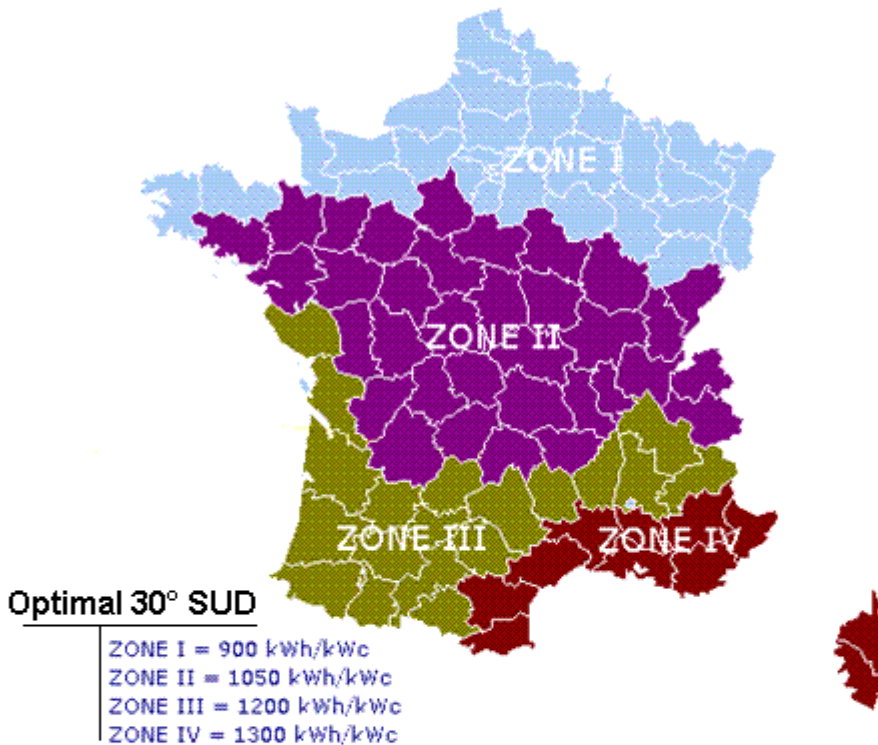 ZONE I
ZONE II
ZONE III
ZONE IV
Optimal 30° SUD
ZONE I = 900 kWh/kWc
ZONE II = 1050 kWh/kWc
ZONE III = 1200 kWh/kWc
ZONE IV = 1300 kWh/kWc